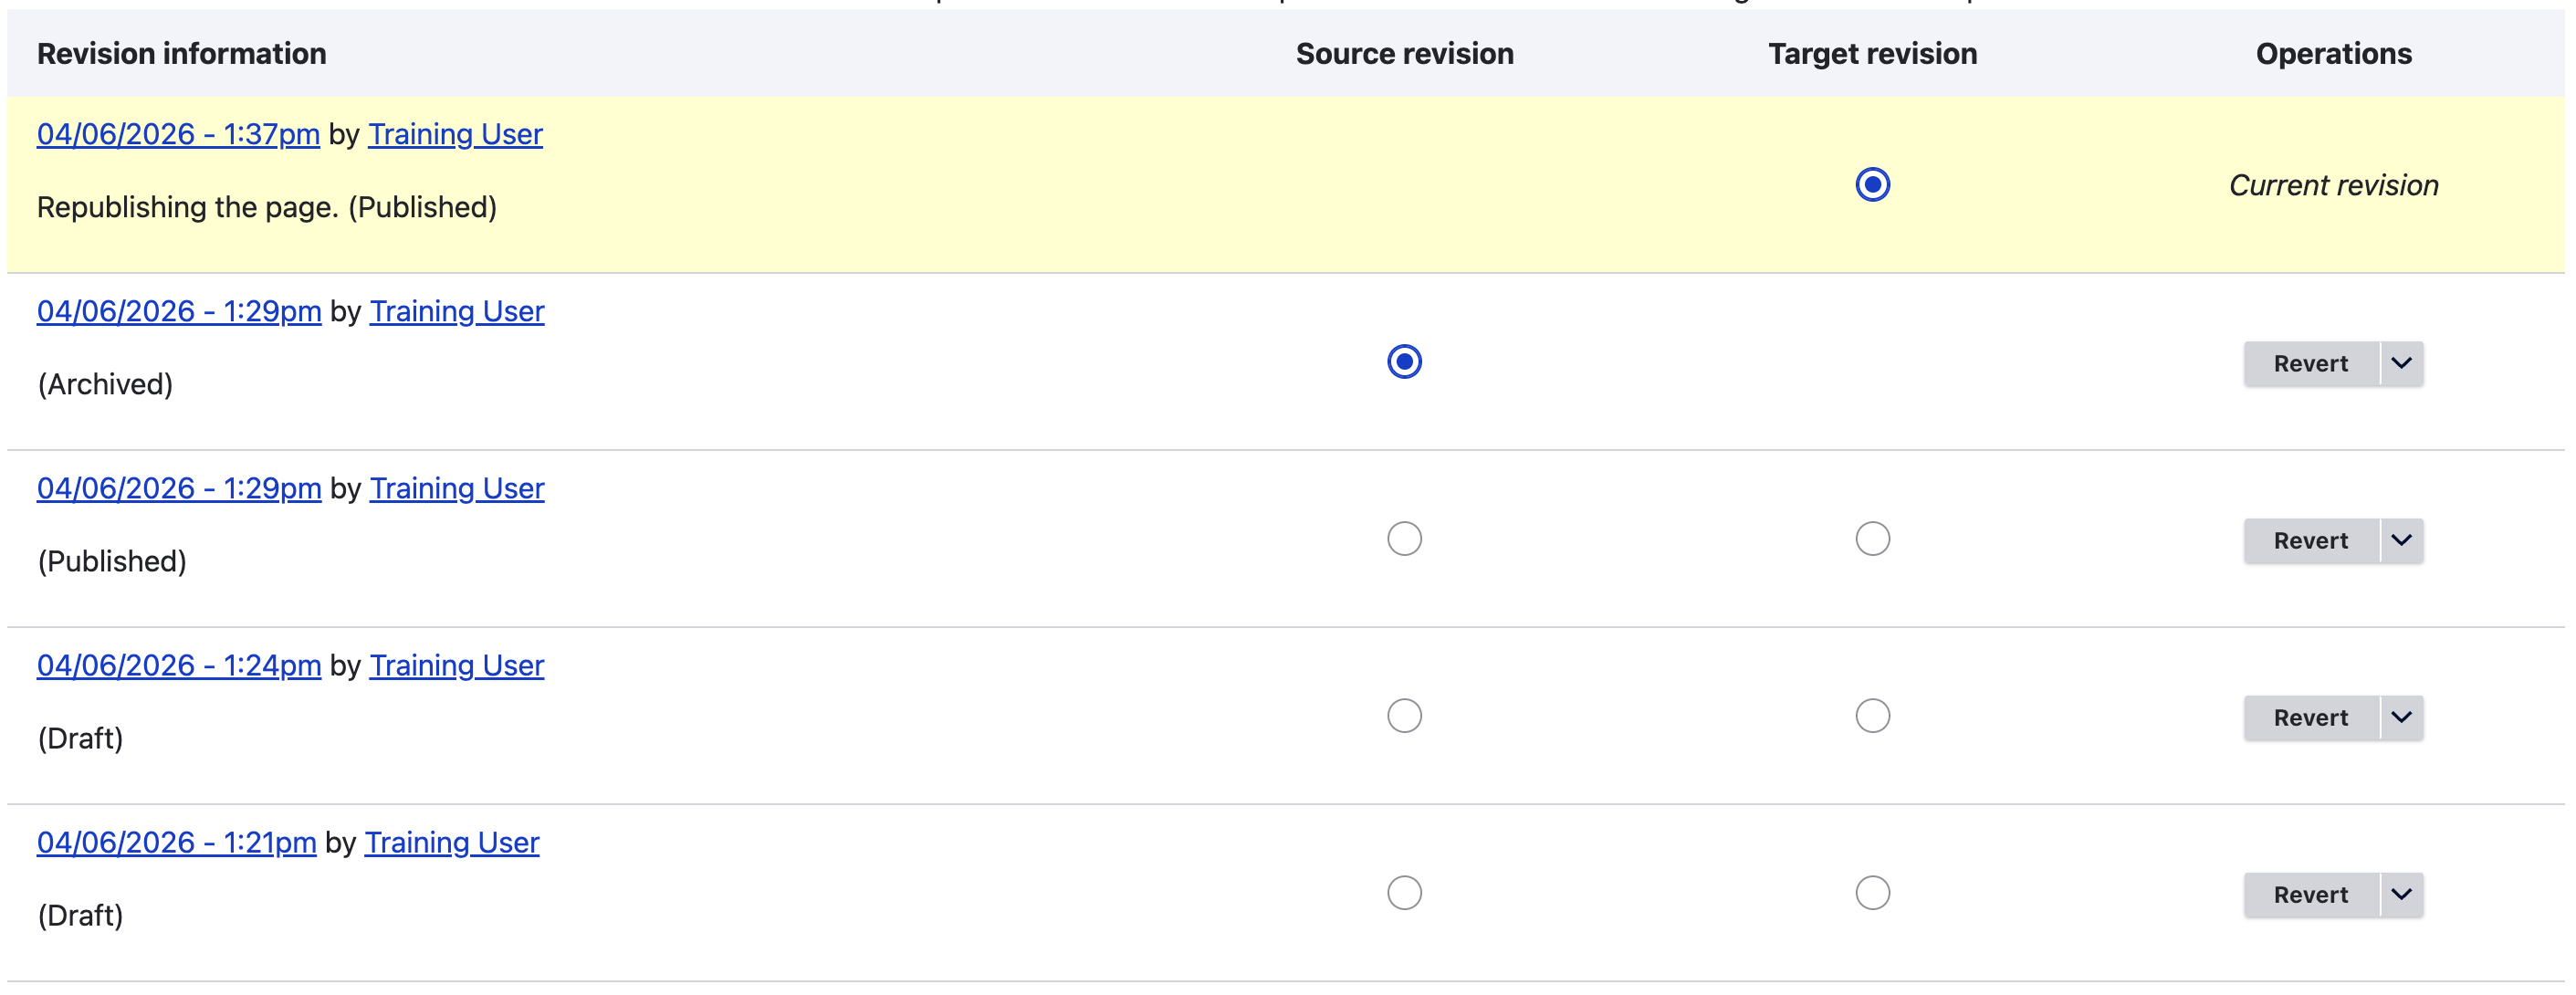 Revision information Source revision Target revision Operations
04/06/2026 - 1:37pm by Training User
Republishing the page. (Published)
Current revision
04/06/2026 - 1:29pm by Training User
(Archived)
Revert
04/06/2026 - 1:29pm by Training User
(Published)
Revert
04/06/2026 - 1:24pm by Training User
(Draft)
Revert
04/06/2026 - 1:21pm by Training User
(Draft)
Revert